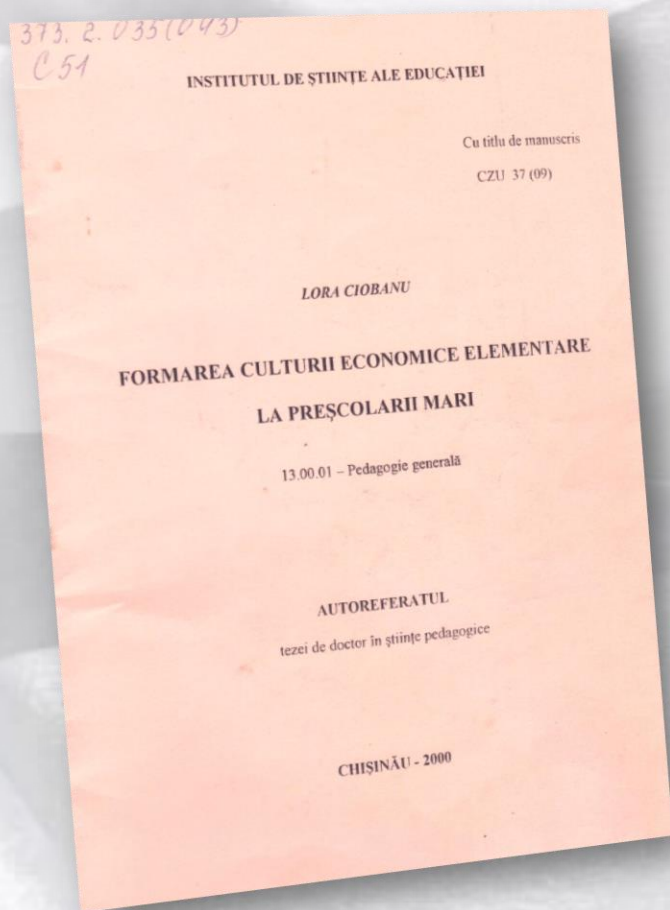 373. 2. 035(043)
C 51
INSTITUTUL DE ŞTIINŢE ALE EDUCAŢIEI
Cu titlu de manuscris
CZU 37 (09)
LORA CIOBANU
FORMAREA CULTURII ECONOMICE ELEMENTARE
LA PREŞCOLARII MARI
13.00.01 – Pedagogie generală
AUTOREFERATUL
tezei de doctor în ştiinţe pedagogice
CHIŞINĂU - 2000